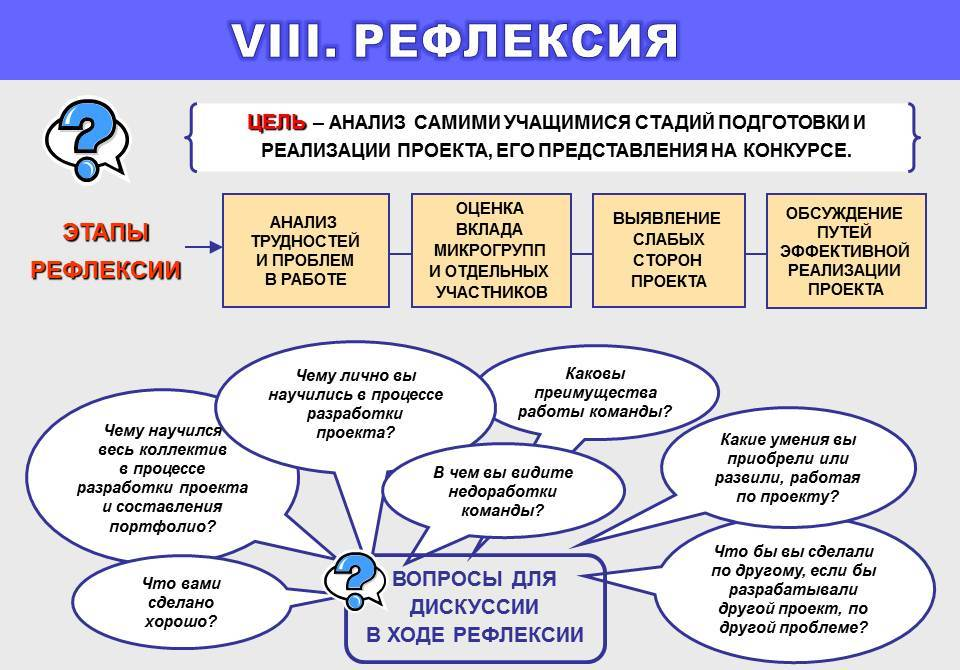 VIII. РЕФЛЕКСИЯ
ЦЕЛЬ – АНАЛИЗ САМИМИ УЧАЩИМИСЯ СТАДИЙ ПОДГОТОВКИ И
РЕАЛИЗАЦИИ ПРОЕКТА, ЕГО ПРЕДСТАВЛЕНИЯ НА КОНКУРСЕ.
ЭТАПЫ
РЕФЛЕКСИИ
АНАЛИЗ
ТРУДНОСТЕЙ
И ПРОБЛЕМ
В РАБОТЕ
ОЦЕНКА
ВКЛАДА
МИКРОГРУПП
И ОТДЕЛЬНЫХ
УЧАСТНИКОВ
ВЫЯВЛЕНИЕ
СЛАБЫХ
СТОРОН
ПРОЕКТА
ОБСУЖДЕНИЕ
ПУТЕЙ
ЭФФЕКТИВНОЙ
РЕАЛИЗАЦИИ
ПРОЕКТА
Чему научился
весь коллектив
в процессе
разработки проекта
и составления
портфолио?
Чему лично вы
научились в процессе
разработки
проекта?
Каковы
преимущества
работы команды?
В чем вы видите
недоработки
команды?
Какие умения вы
приобрели или
развили, работая
по проекту?
Что вами
сделано
хорошо?
Что бы вы сделали
по другому, если бы
разрабатывали
другой проект, по
другой проблеме?
ВОПРОСЫ ДЛЯ
ДИСКУССИИ
В ХОДЕ РЕФЛЕКСИИ